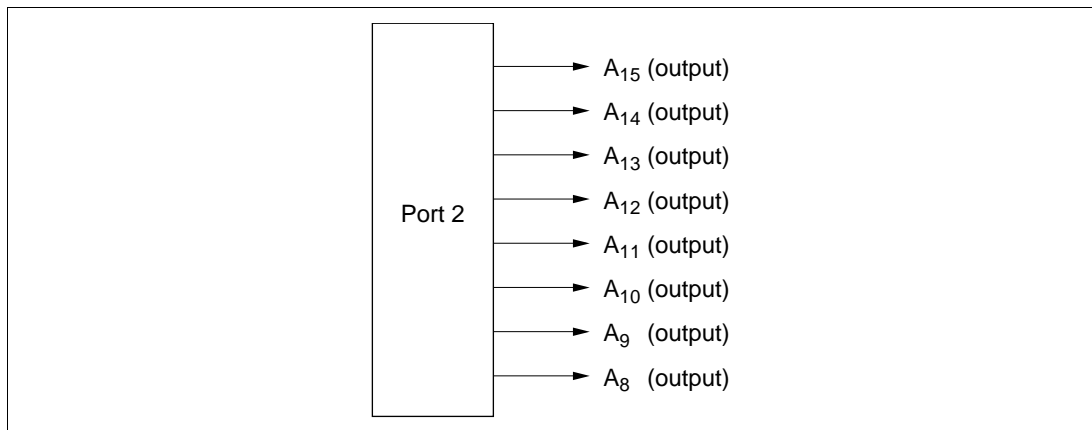 A15 (output)
A14 (output)
A13 (output)
A12 (output)
Port 2
A11 (output)
A10 (output)
A9 (output)
A8 (output)